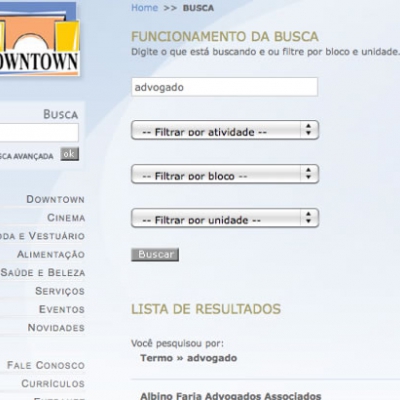 DOWNTOWN
BUSCA
BUSCA AVANÇADA ok
DOWNTOWN
CINEMA
MODA E VESTUÁRIO
ALIMENTAÇÃO
SAÚDE E BELEZA
SERVIÇOS
EVENTOS
NOVIDADES
FALE CONOSCO
CURRÍCULOS
Home >> BUSCA
FUNCIONAMENTO DA BUSCA
Digite o que está buscando e ou filtre por bloco e unidade.
advogado
-- Filtrar por atividade --
-- Filtrar por bloco --
-- Filtrar por unidade --
Buscar
LISTA DE RESULTADOS
Você pesquisou por:
Termo » advogado
Albino Faria Advogados Associados